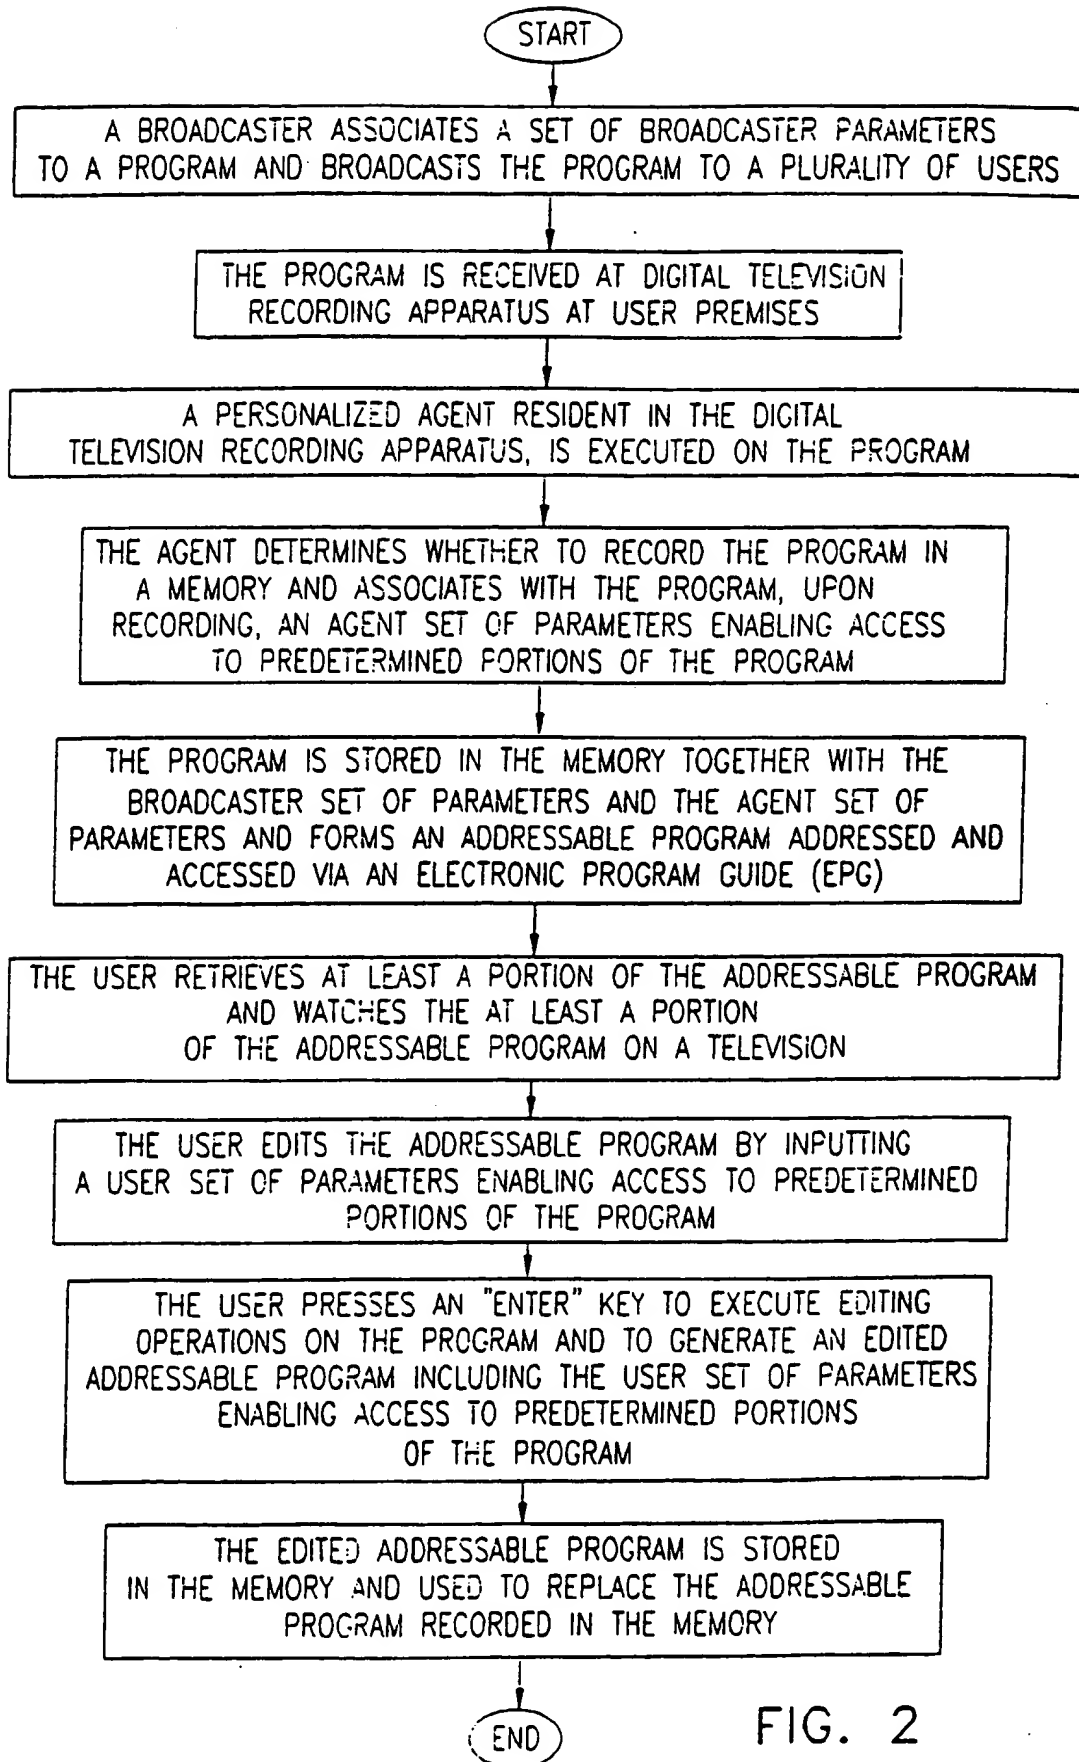 START
A BROADCASTER ASSOCIATES A SET OF BROADCASTER PARAMETERS
TO A PROGRAM AND BROADCASTS THE PROGRAM TO A PLURALITY OF USERS
THE PROGRAM IS RECEIVED AT DIGITAL TELEVISION
RECORDING APPARATUS AT USER PREMISES
A PERSONALIZED AGENT RESIDENT IN THE DIGITAL
TELEVISION RECORDING APPARATUS, IS EXECUTED ON THE PROGRAM
THE AGENT DETERMINES WHETHER TO RECORD THE PROGRAM IN
A MEMORY AND ASSOCIATES WITH THE PROGRAM, UPON
RECORDING, AN AGENT SET OF PARAMETERS ENABLING ACCESS
TO PREDETERMINED PORTIONS OF THE PROGRAM
THE PROGRAM IS STORED IN THE MEMORY TOGETHER WITH THE
BROADCASTER SET OF PARAMETERS AND THE AGENT SET OF
PARAMETERS AND FORMS AN ADDRESSABLE PROGRAM ADDRESSED AND
ACCESSED VIA AN ELECTRONIC PROGRAM GUIDE (EPG)
THE USER RETRIEVES AT LEAST A PORTION OF THE ADDRESSABLE PROGRAM
AND WATCHES THE AT LEAST A PORTION
OF THE ADDRESSABLE PROGRAM ON A TELEVISION
THE USER EDITS THE ADDRESSABLE PROGRAM BY INPUTTING
A USER SET OF PARAMETERS ENABLING ACCESS TO PREDETERMINED
PORTIONS OF THE PROGRAM
THE USER PRESSES AN "ENTER" KEY TO EXECUTE EDITING
OPERATIONS ON THE PROGRAM AND TO GENERATE AN EDITED
ADDRESSABLE PROGRAM INCLUDING THE USER SET OF PARAMETERS
ENABLING ACCESS TO PREDETERMINED PORTIONS
OF THE PROGRAM
THE EDITED ADDRESSABLE PROGRAM IS STORED
IN THE MEMORY AND USED TO REPLACE THE ADDRESSABLE
PROGRAM RECORDED IN THE MEMORY
END
FIG. 2